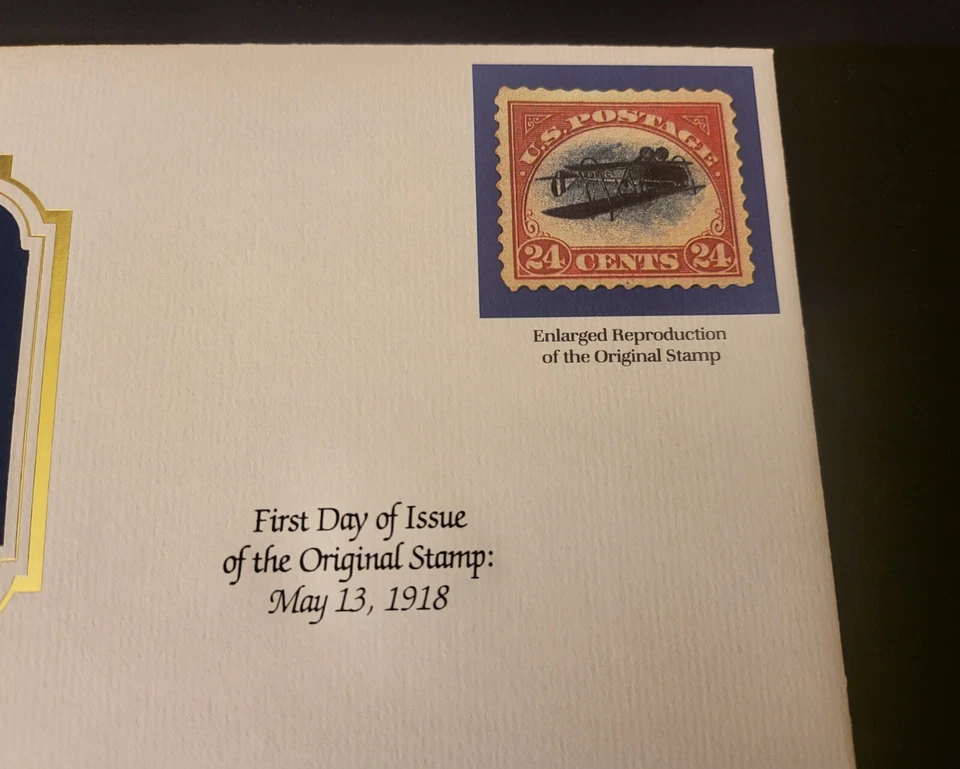 U.S. POSTAGE
24 CENTS 24
Enlarged Reproduction
of the Original Stamp
First Day of Issue
of the Original Stamp:
May 13, 1918